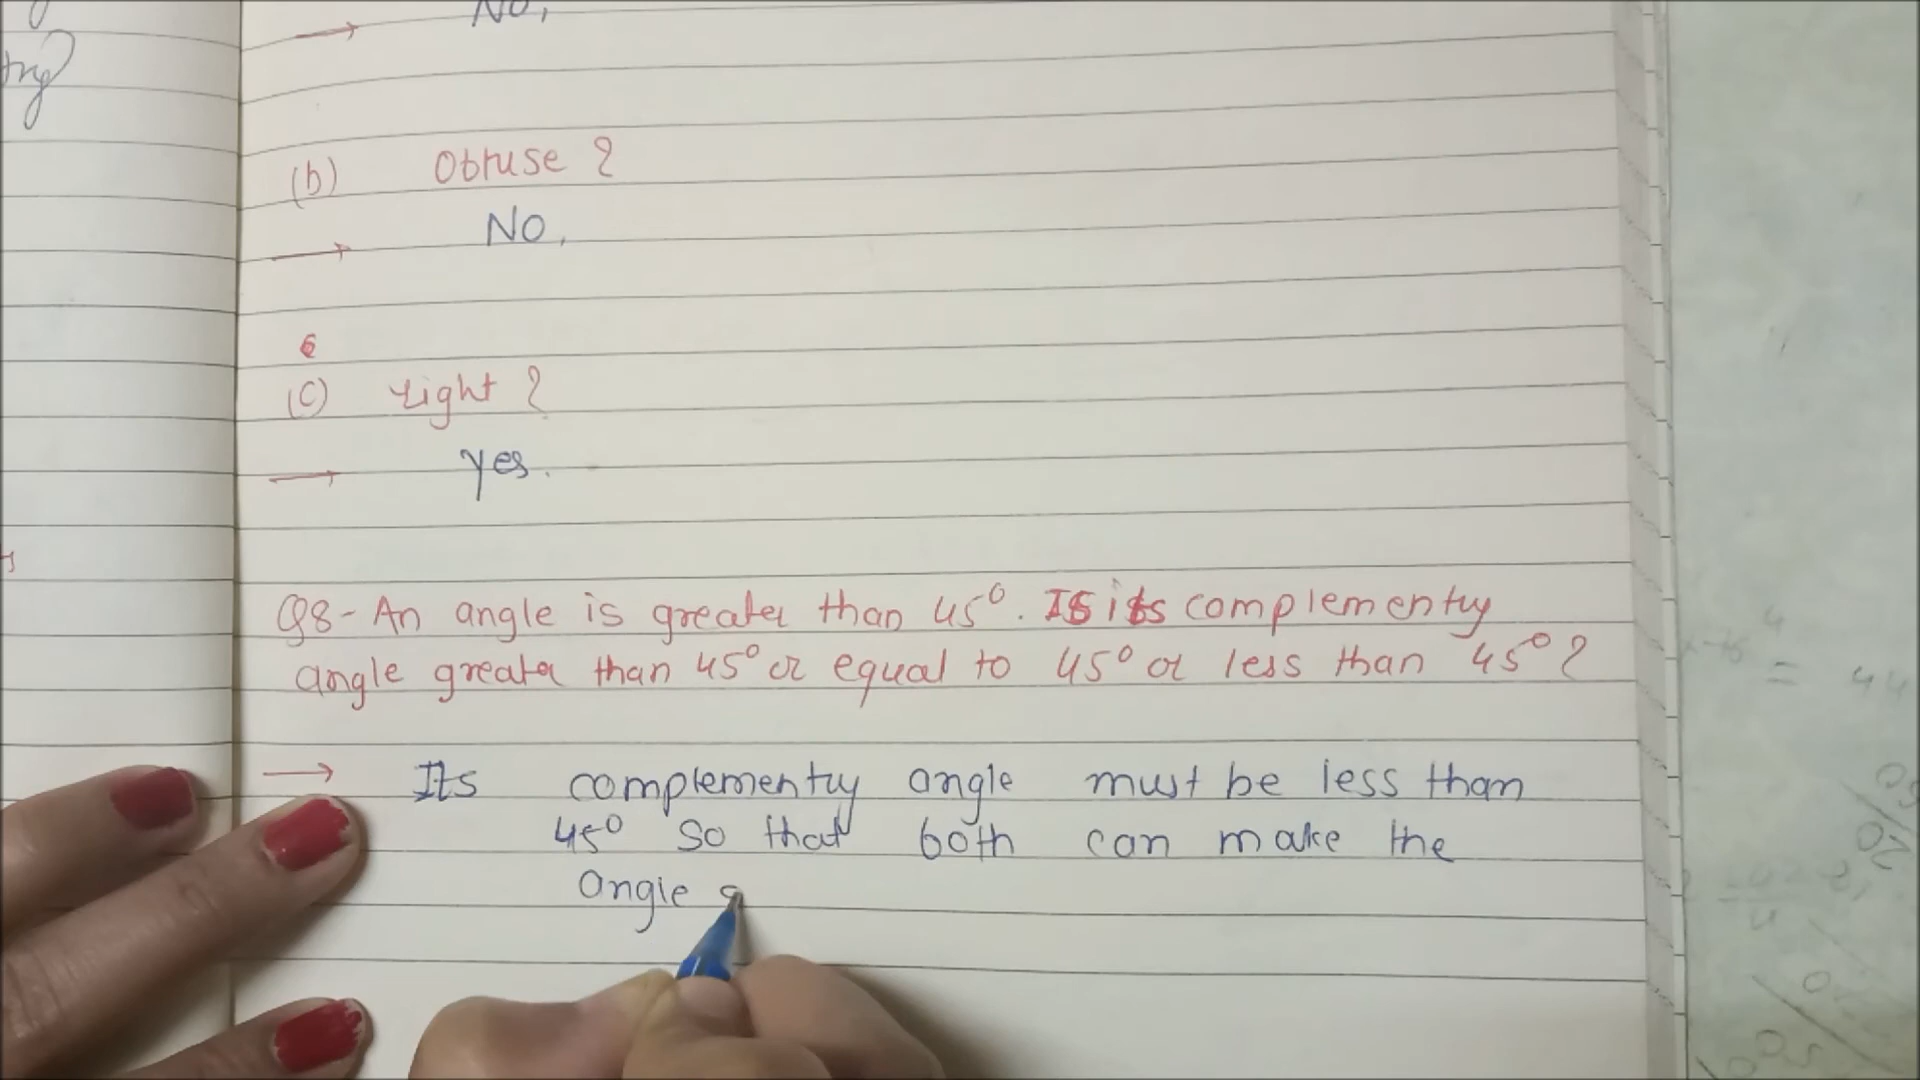 No,
(b) Obtuse ?
No,
(c) right ?
yes.
Q8- An angle is greater than 45°. Is its complementry
angle greater than 45° or equal to 45° or less than 45° ?
Its complementry angle must be less than
45° so that both can make the
angle